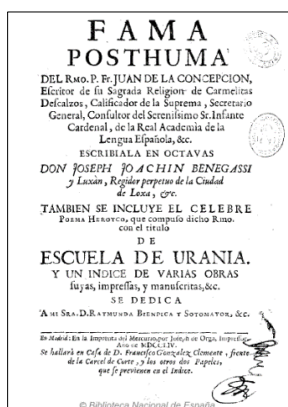 FAMA
POSTHUMA
DEL RMO. P. Fr. JUAN DE LA CONCEPCION,
Escritor de su Sagrada Religion de Carmelitas
Descalzos, Calificador de la Suprema, Secretario
General, Consultor del Serenissimo Sr. Infante
Cardenal, de la Real Academia de la
Lengua Española, &c.
ESCRIBIALA EN OCTAVAS
DON JOSEPH JOACHIN BENEGASSI
y Luxàn, Regidor perpetuo de la Ciudad
de Loxa, &c.
TAMBIEN SE INCLUYE EL CELEBRE
POEMA HEROYCO, que compuso dicho Rmo.
con el titulo
DE
ESCUELA DE URANIA.
Y UN INDICE DE VARIAS OBRAS
suyas, impressas, y manuscritas, &c.
SE DEDICA
A MI SRA. D. RAYMUNDA BIEMPICA Y SOTOMAYOR, &c.
En Madrid: En la Imprenta del Mercurio, por Joseph de Orga, Impressor.
Año de MDCCLIV.
Se hallarà en Casa de D. Francisco Gonzalez Clemente, frente
de la Carcel de Corte, y los otros dos Papeles,
que se previenen en el Indice.
© Biblioteca Nacional de España